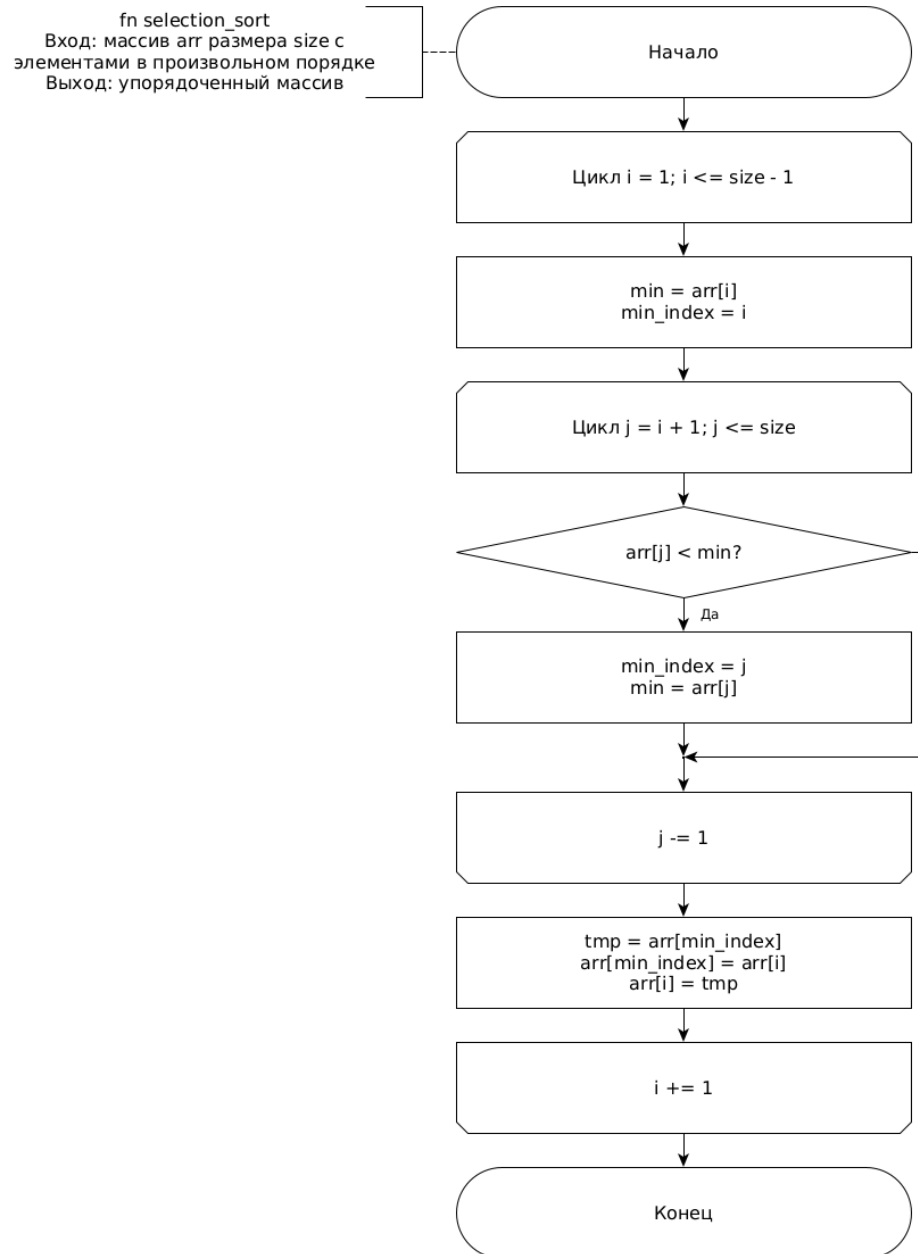 fn selection_sort
Вход: массив arr размера size с
элементами в произвольном порядке
Выход: упорядоченный массив
Начало
Цикл i = 1; i <= size - 1
min = arr[i]
min_index = i
Цикл j = i + 1; j <= size
arr[j] < min?
Да
min_index = j
min = arr[j]
j -= 1
tmp = arr[min_index]
arr[min_index] = arr[i]
arr[i] = tmp
i += 1
Конец